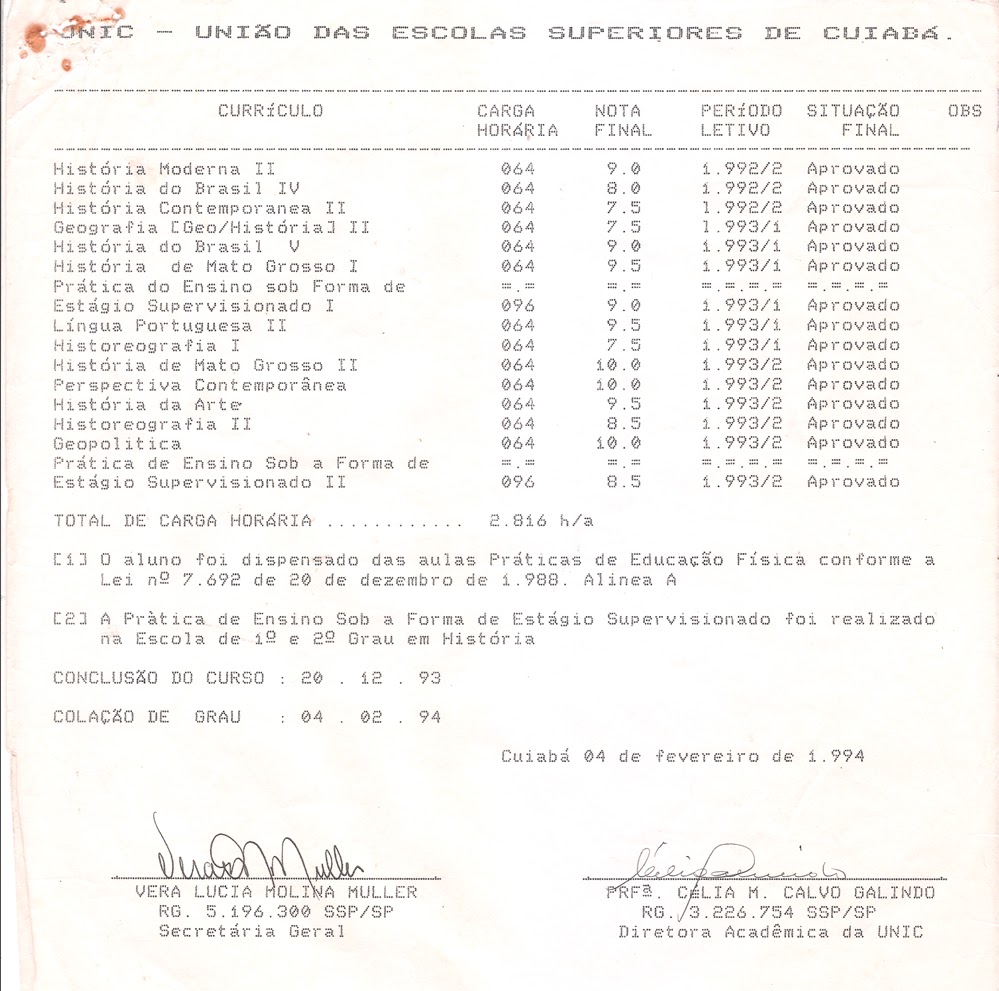 UNIC - UNIÃO DAS ESCOLAS SUPERIORES DE CUIABÁ.
CURRÍCULO CARGA HORÁRIA NOTA FINAL PERÍODO LETIVO SITUAÇÃO FINAL OBS
História Moderna II 064 9.0 1.992/2 Aprovado
História do Brasil IV 064 8.0 1.992/2 Aprovado
História Contemporanea II 064 7.5 1.992/2 Aprovado
Geografia [Geo/História] II 064 7.5 1.993/1 Aprovado
História do Brasil V 064 9.0 1.993/1 Aprovado
História de Mato Grosso I 064 9.5 1.993/1 Aprovado
Prática do Ensino sob Forma de =.= =.= =.=.=.= =.=.=.=
Estágio Supervisionado I 096 9.0 1.993/1 Aprovado
Língua Portuguesa II 064 9.5 1.993/1 Aprovado
Historeografia I 064 7.5 1.993/1 Aprovado
História de Mato Grosso II 064 10.0 1.993/2 Aprovado
Perspectiva Contemporânea 064 10.0 1.993/2 Aprovado
História da Arte 064 9.5 1.993/2 Aprovado
Historeografia II 064 8.5 1.993/2 Aprovado
Geopolitica 064 10.0 1.993/2 Aprovado
Prática de Ensino Sob a Forma de =.= =.= =.=.=.= =.=.=.=
Estágio Supervisionado II 096 8.5 1.993/2 Aprovado
TOTAL DE CARGA HORÁRIA ............ 2.816 h/a
[1] O aluno foi dispensado das aulas Práticas de Educação Física conforme a
Lei nº 7.692 de 20 de dezembro de 1.988. Alinea A
[2] A Pràtica de Ensino Sob a Forma de Estágio Supervisionado foi realizado
na Escola de 1º e 2º Grau em História
CONCLUSÃO DO CURSO : 20 . 12 . 93
COLAÇÃO DE GRAU : 04 . 02 . 94
Cuiabá 04 de fevereiro de 1.994
VERA LUCIA MOLINA MULLER
RG. 5.196.300 SSP/SP
Secretária Geral
PRFª. CÉLIA M. CALVO GALINDO
RG. 3.226.754 SSP/SP
Diretora Acadêmica da UNIC